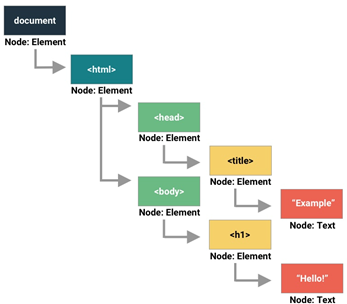 document
Node: Element
<html>
Node: Element
<head>
Node: Element
<title>
Node: Element
<body>
Node: Element
"Example"
Node: Text
<h1>
Node: Element
"Hello!"
Node: Text